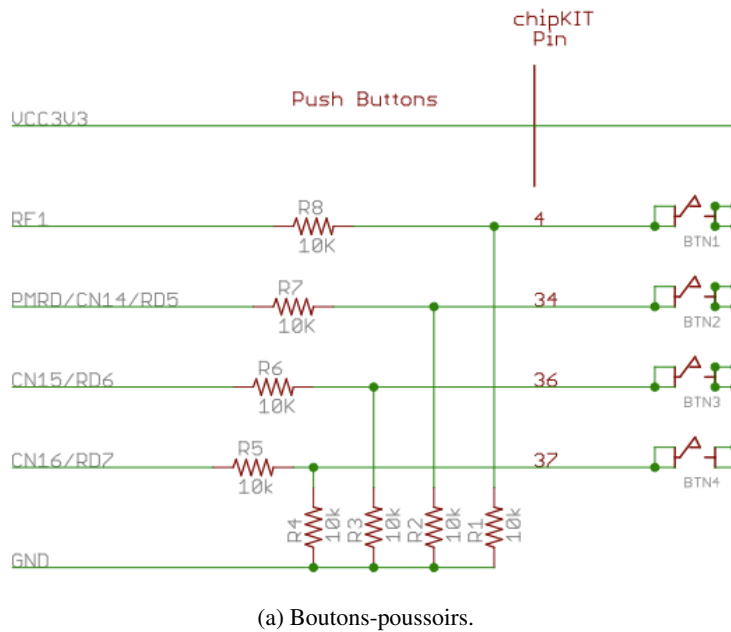 chipKIT
Pin
Push Buttons
VCC3V3
RF1
R8
10K
4
BTN1
PMRD/CN14/RD5
R7
10K
34
BTN2
CN15/RD6
R6
10K
36
BTN3
CN16/RD7
R5
10k
37
BTN4
R4
10k
R3
10k
R2
10k
R1
10k
GND
(a) Boutons-poussoirs.